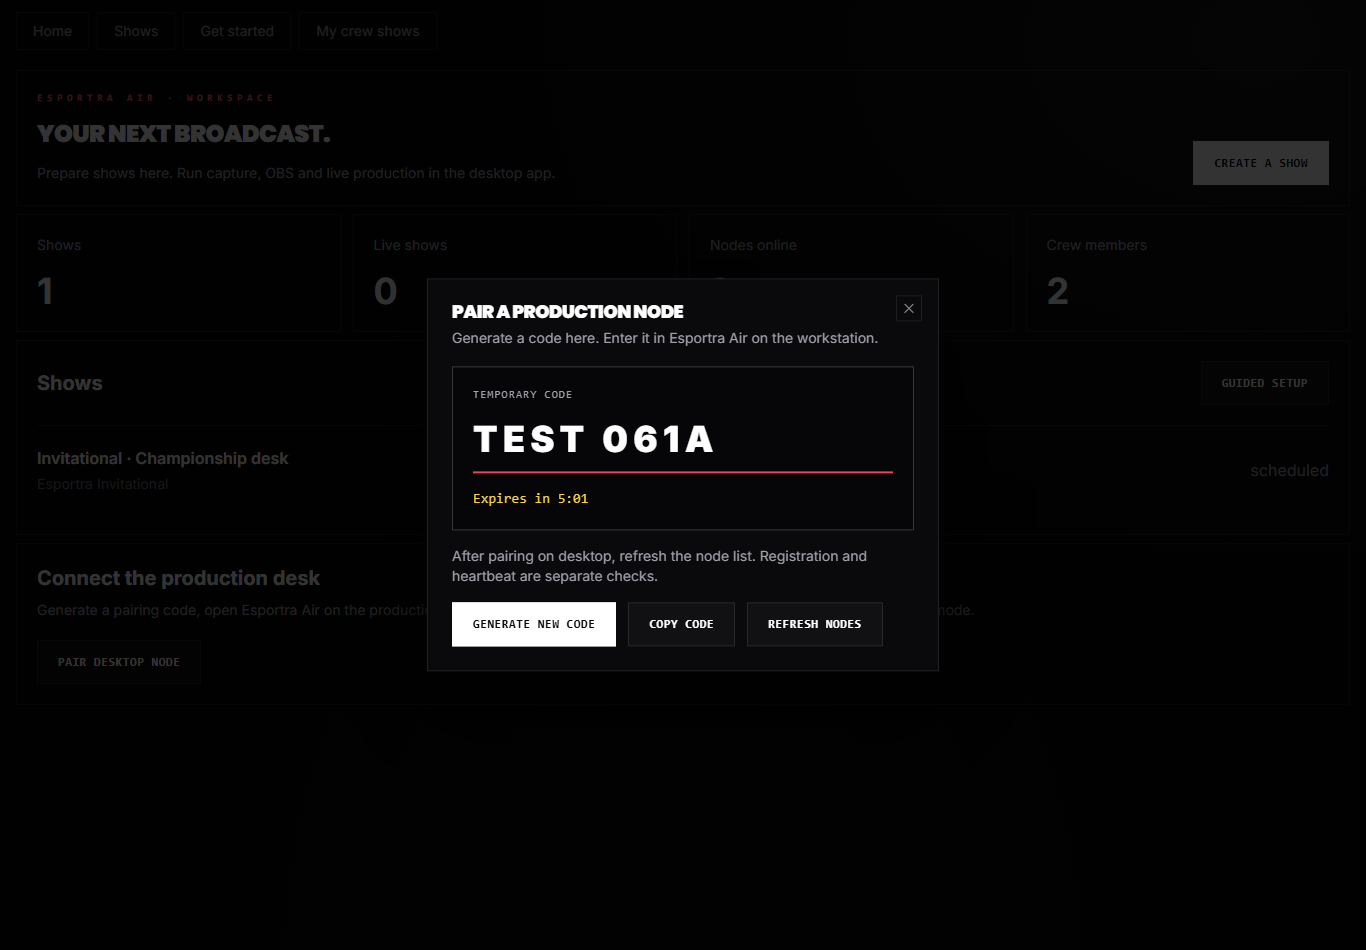 Home Shows Get started My crew shows
ESPORTRA AIR · WORKSPACE
YOUR NEXT BROADCAST.
Prepare shows here. Run capture, OBS and live production in the desktop app.
CREATE A SHOW
Shows Live shows Nodes online Crew members
1 0 2
PAIR A PRODUCTION NODE
Generate a code here. Enter it in Esportra Air on the workstation.
TEMPORARY CODE
TEST 061A
Expires in 5:01
After pairing on desktop, refresh the node list. Registration and
heartbeat are separate checks.
GENERATE NEW CODE COPY CODE REFRESH NODES
Shows
GUIDED SETUP
Invitational · Championship desk
Esportra Invitational
scheduled
Connect the production desk
Generate a pairing code, open Esportra Air on the
PAIR DESKTOP NODE